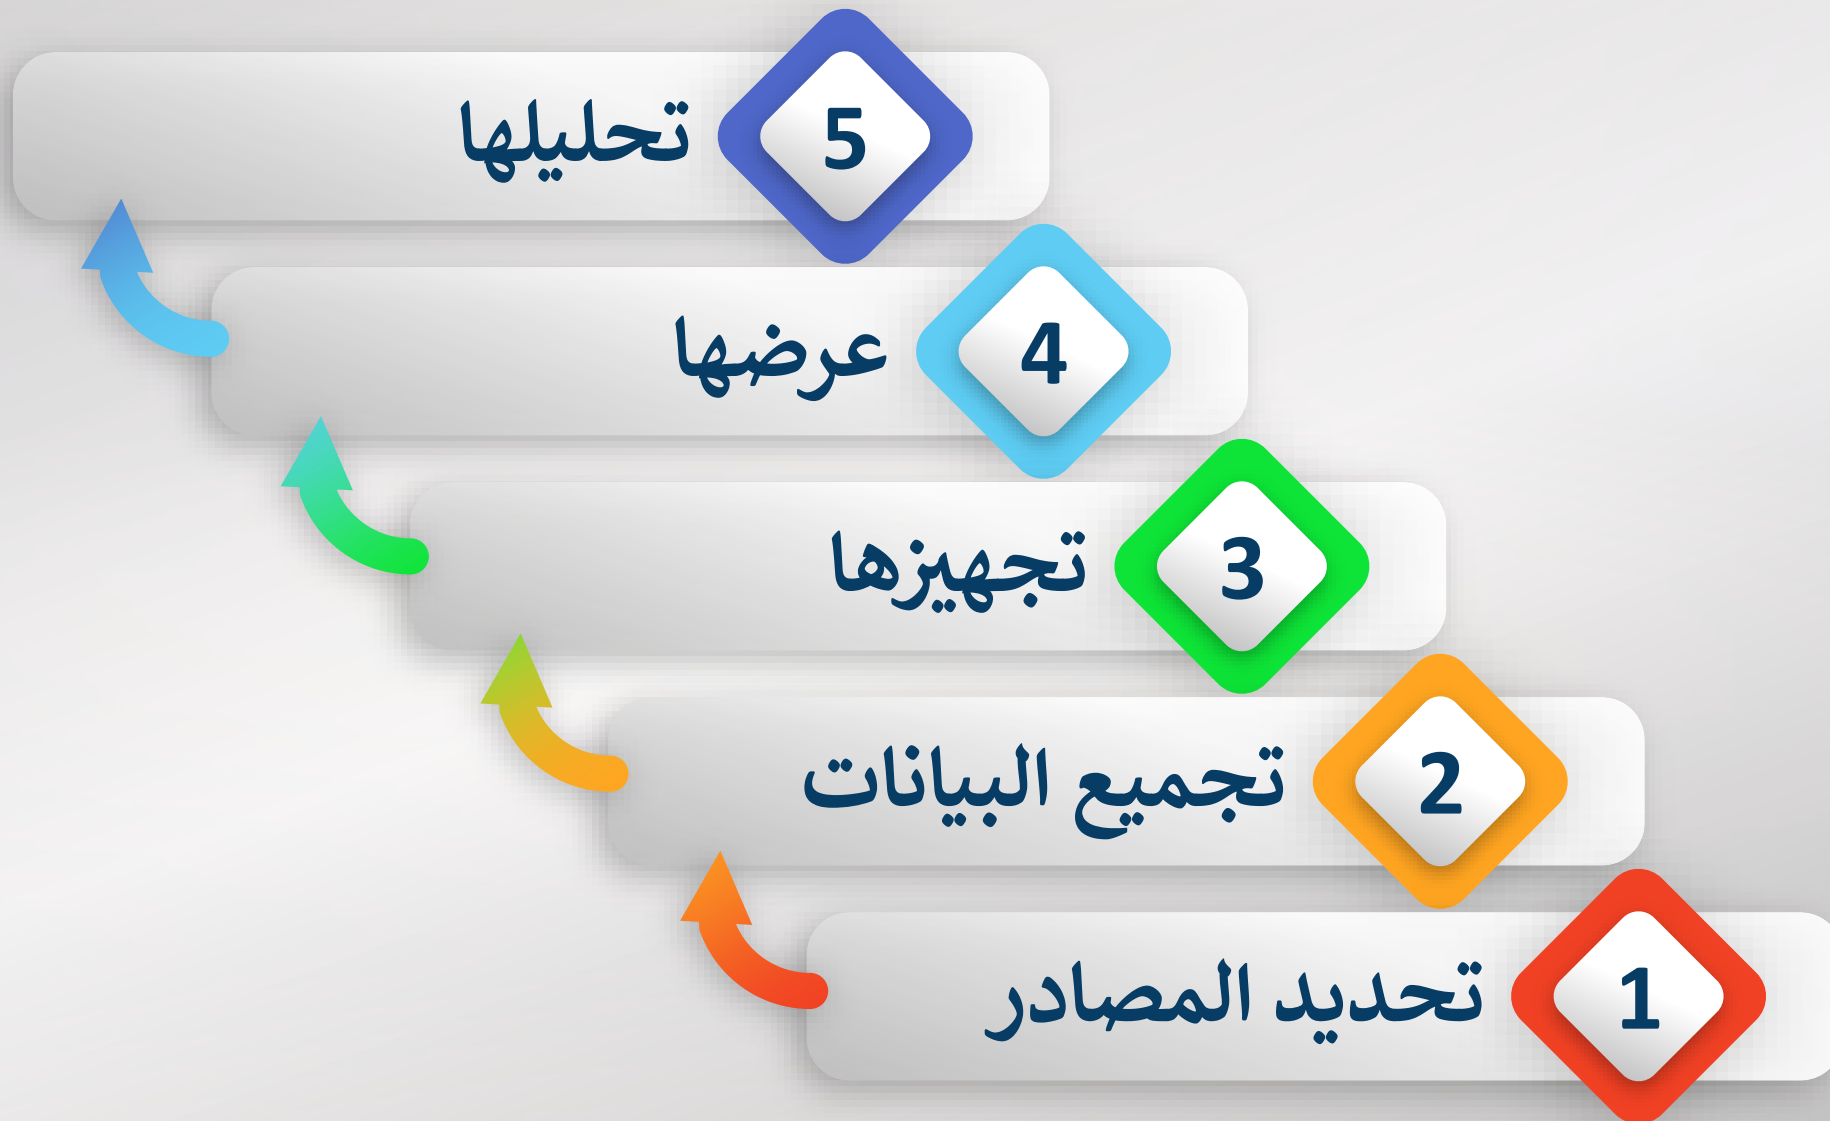 5 تحليلها
4 عرضها
3 تجهيزها
2 تجميع البيانات
1 تحديد المصادر